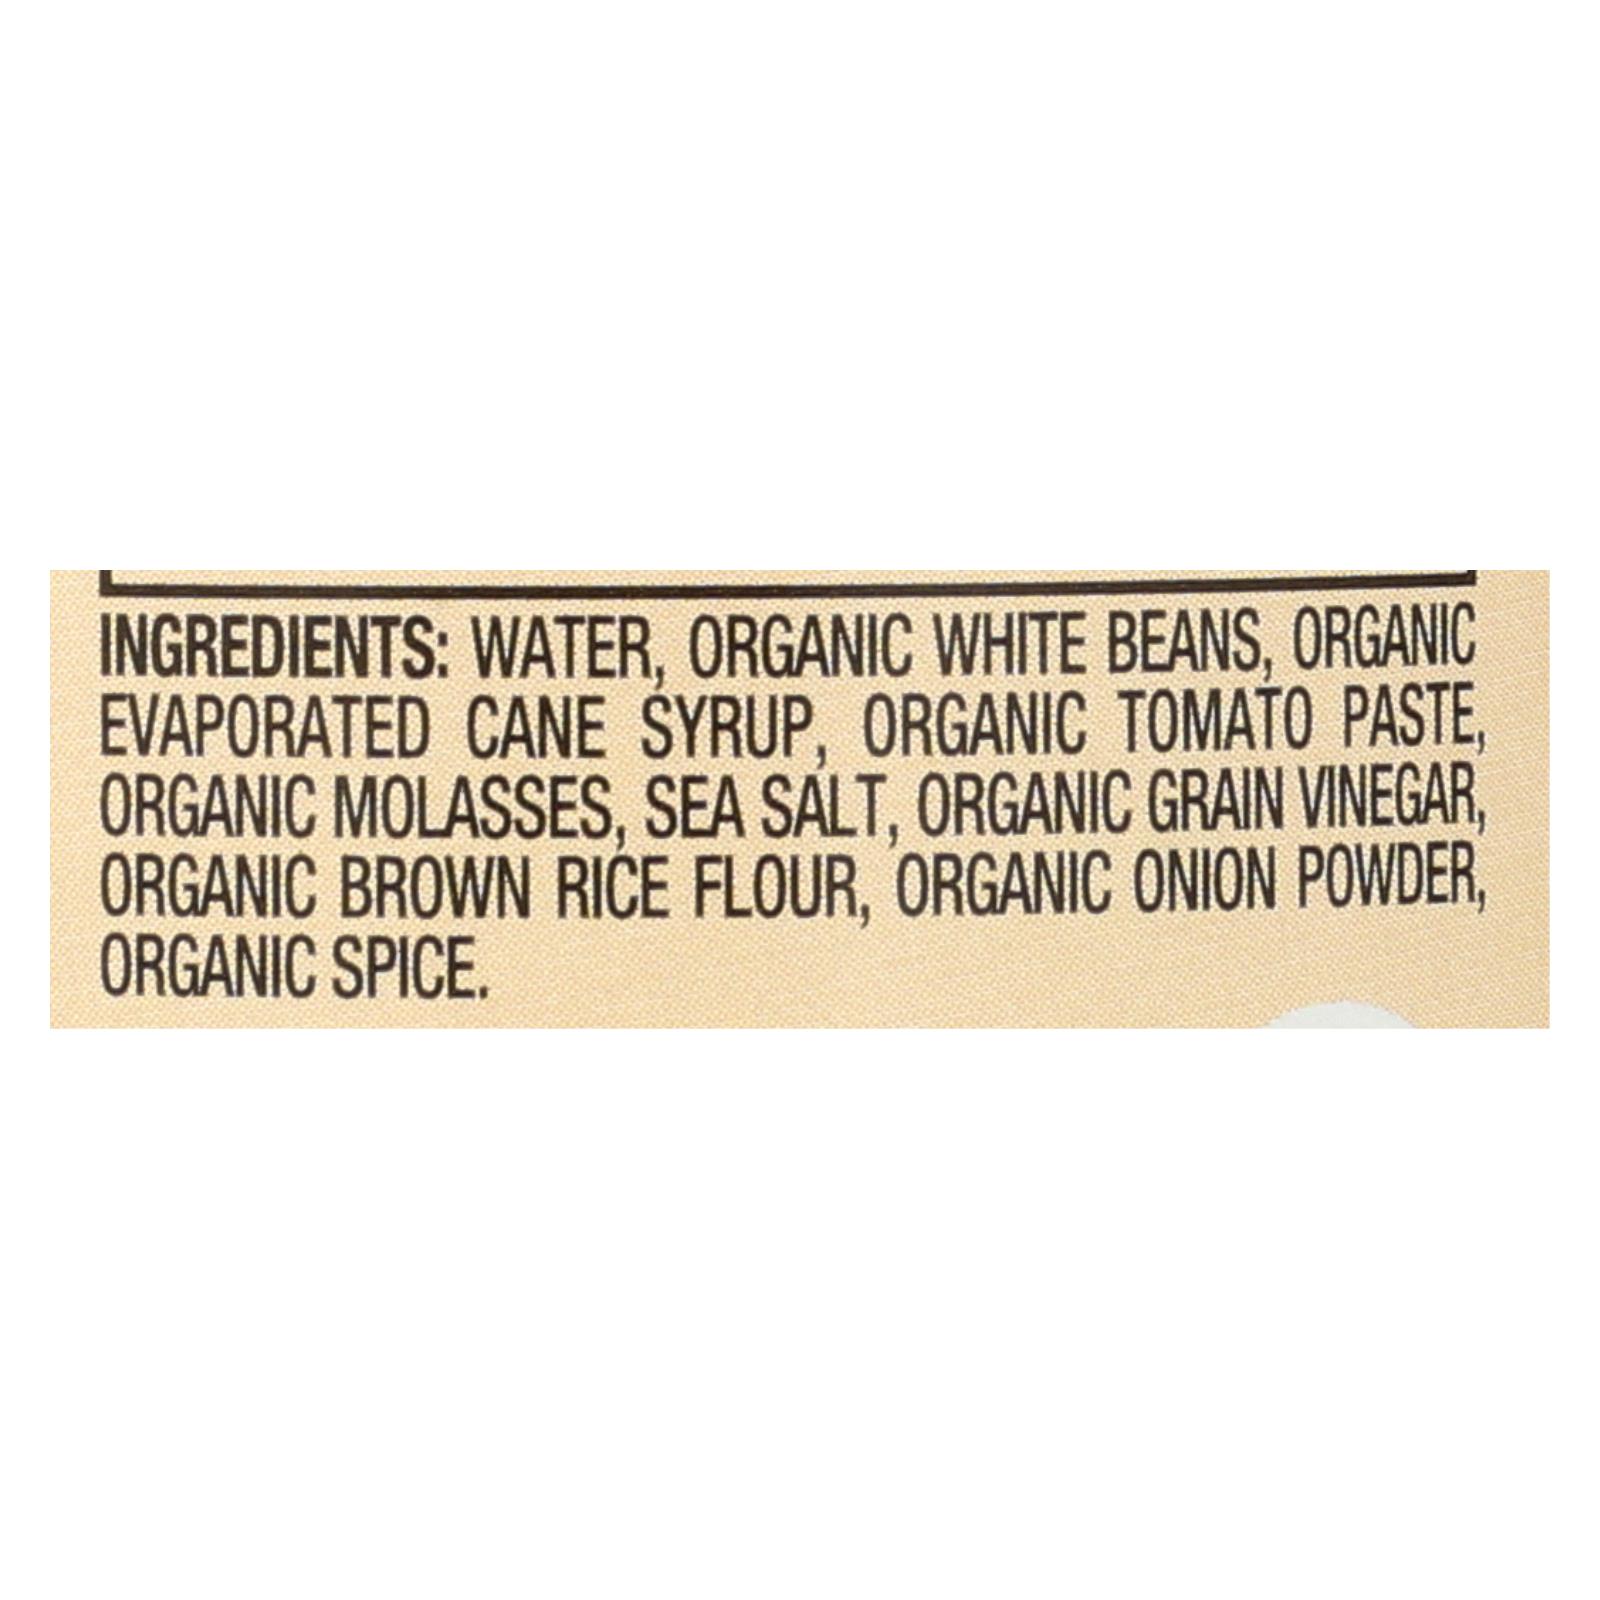 INGREDIENTS: WATER, ORGANIC WHITE BEANS, ORGANIC
EVAPORATED CANE SYRUP, ORGANIC TOMATO PASTE,
ORGANIC MOLASSES, SEA SALT, ORGANIC GRAIN VINEGAR,
ORGANIC BROWN RICE FLOUR, ORGANIC ONION POWDER,
ORGANIC SPICE.